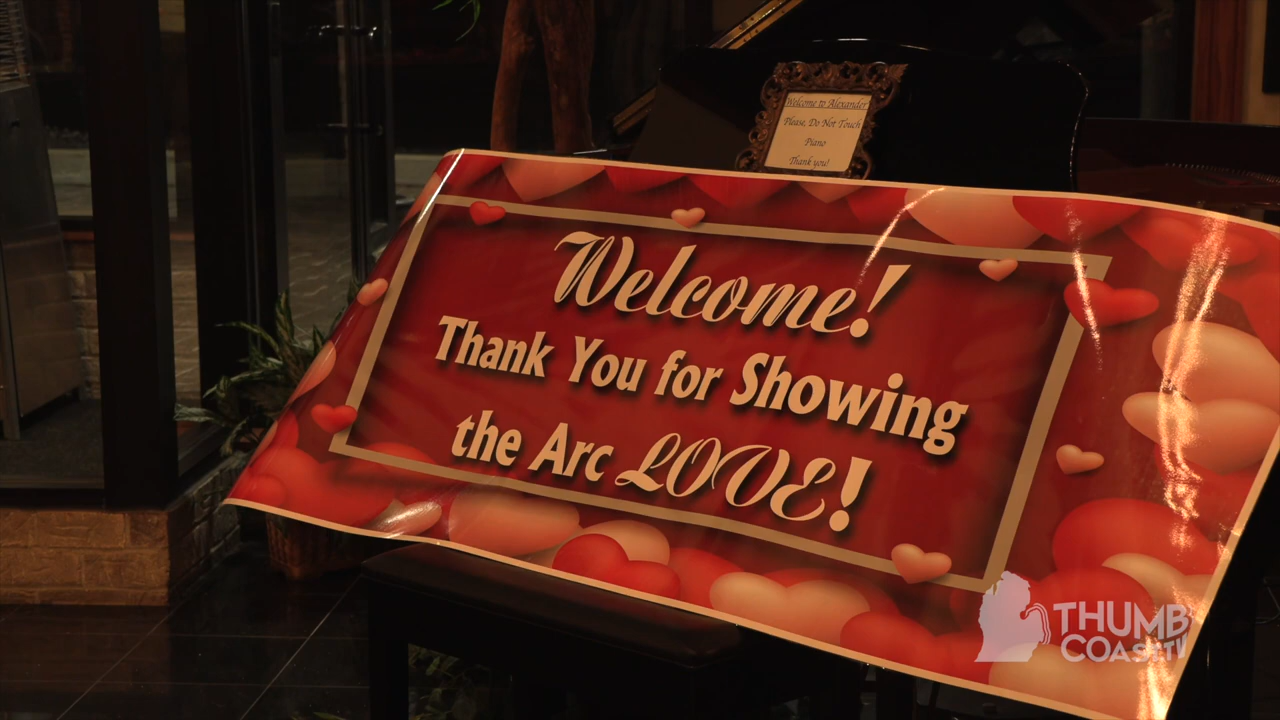 Welcome to Alexander
Please, Do Not Touch
Piano
Thank you!
Welcome!
Thank You for Showing
the Arc LOVE!
THUMB
COAST TV